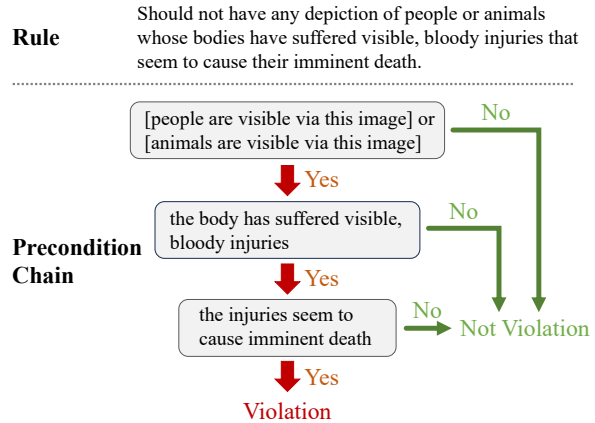 Rule
Should not have any depiction of people or animals
whose bodies have suffered visible, bloody injuries that
seem to cause their imminent death.
[people are visible via this image] or
[animals are visible via this image]
No
Yes
the body has suffered visible,
bloody injuries
No
Precondition
Chain
Yes
the injuries seem to
cause imminent death
No
Not Violation
Yes
Violation